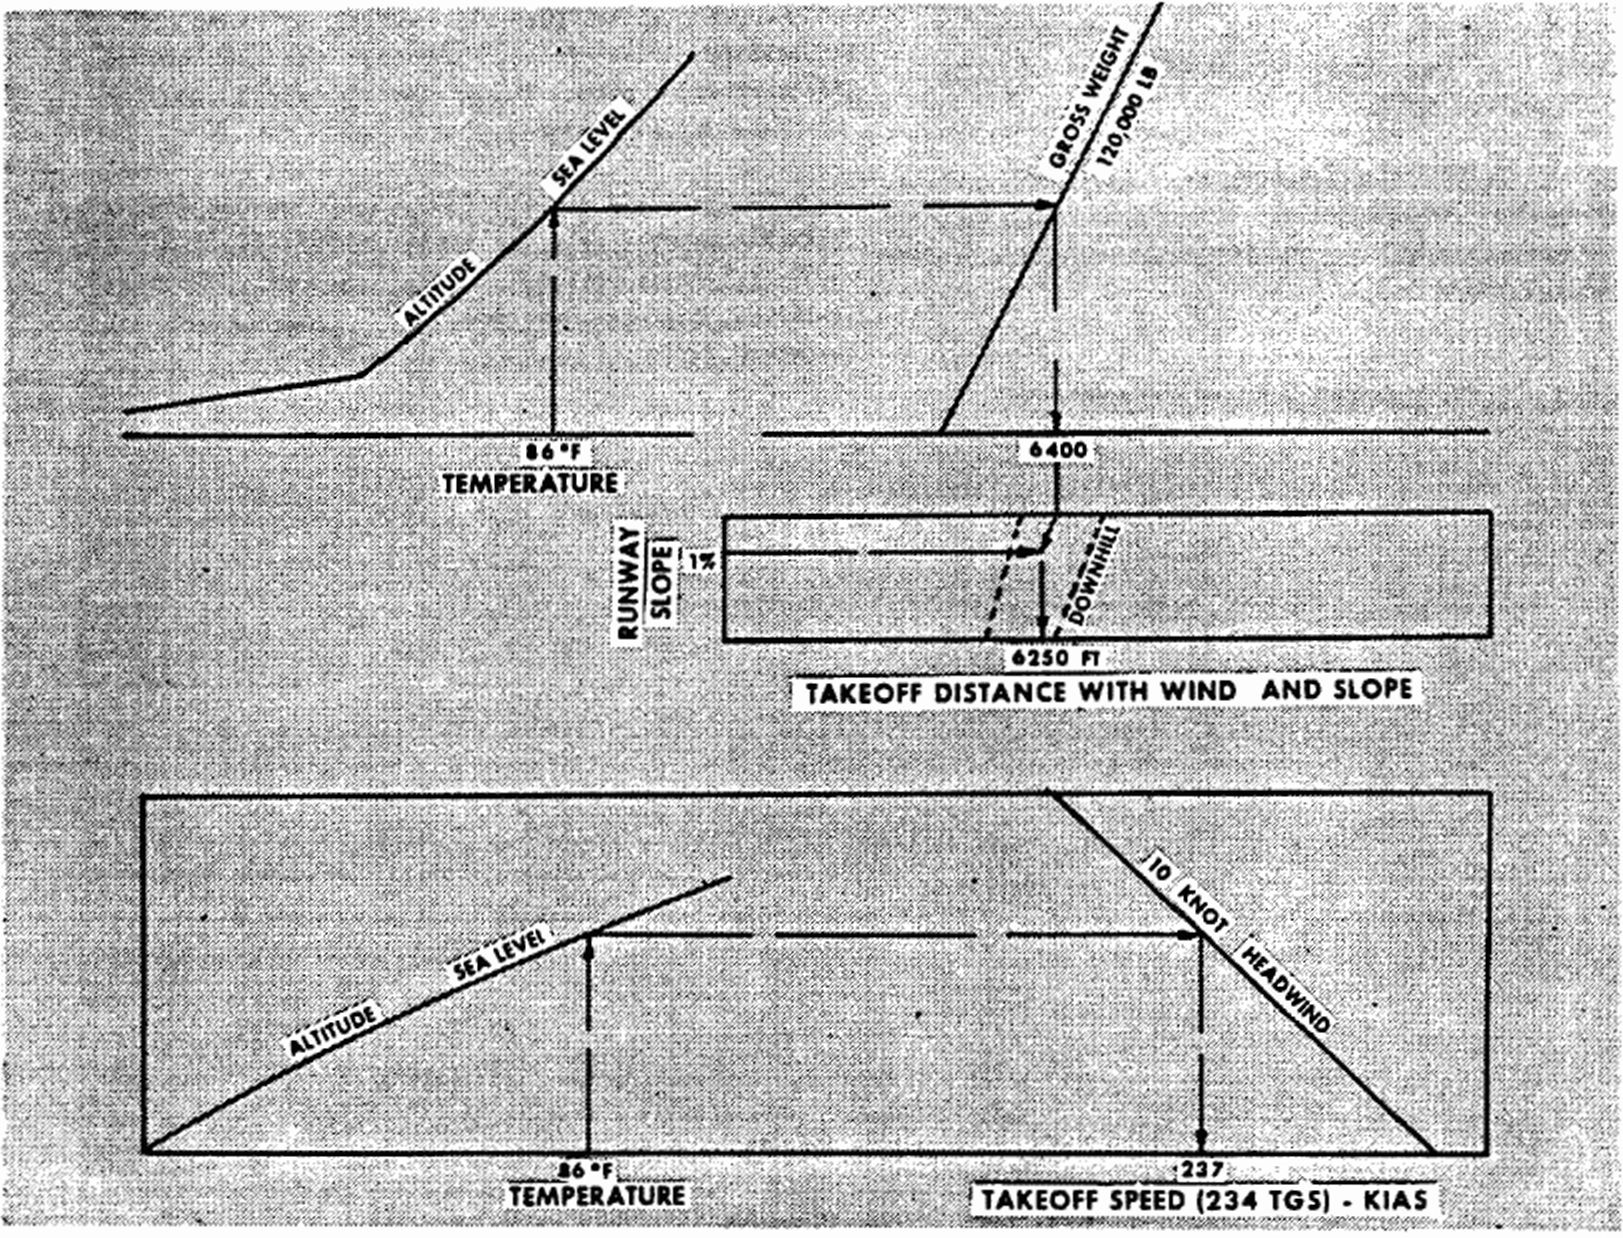 SEA LEVEL
ALTITUDE
GROSS WEIGHT
120,000 LB
86°F
TEMPERATURE
6400
RUNWAY
SLOPE
1%
DOWNHILL
6250 FT
TAKEOFF DISTANCE WITH WIND AND SLOPE
10 KNOT HEADWIND
SEA LEVEL
ALTITUDE
86°F
TEMPERATURE
237
TAKEOFF SPEED (234 TGS) - KIAS